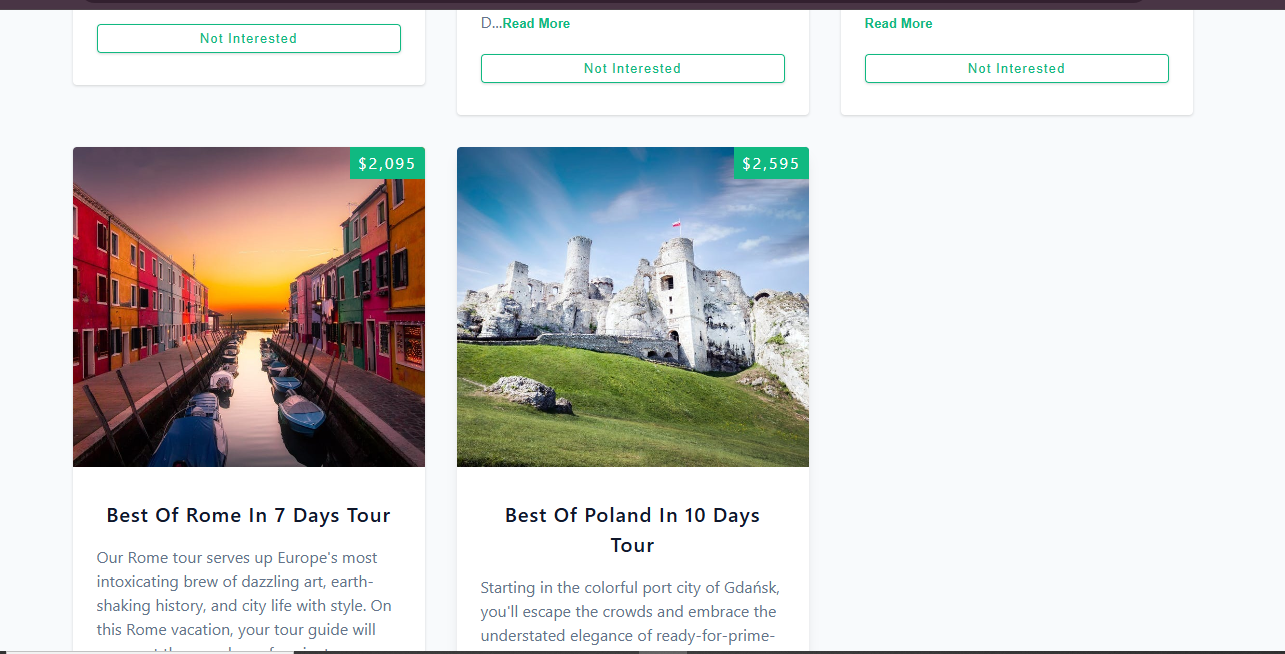 Not Interested
D...Read More
Not Interested
Read More
Not Interested
$2,095
Best Of Rome In 7 Days Tour
Our Rome tour serves up Europe's most
intoxicating brew of dazzling art, earth-
shaking history, and city life with style. On
this Rome vacation, your tour guide will
$2,595
Best Of Poland In 10 Days
Tour
Starting in the colorful port city of Gdańsk,
you'll escape the crowds and embrace the
understated elegance of ready-for-prime-